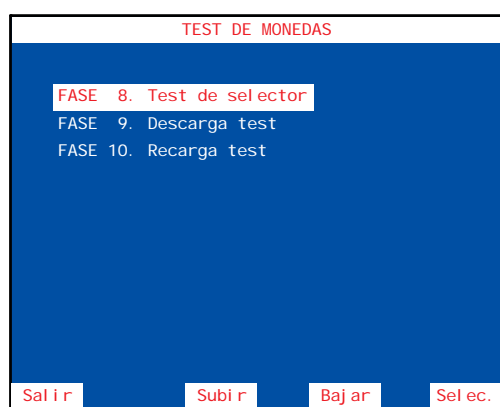 TEST DE MONEDAS
FASE 8. Test de selector
FASE 9. Descarga test
FASE 10. Recarga test
Salir Subir Bajar Selec.